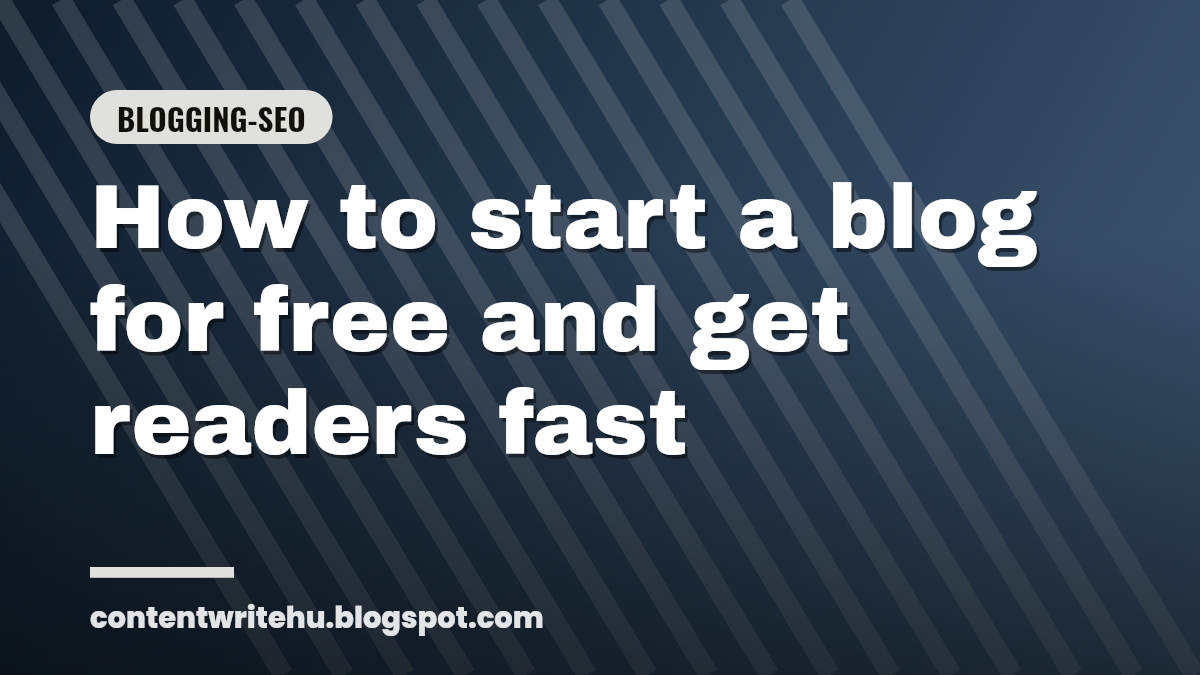 BLOGGING-SEO
How to start a blog
for free and get
readers fast
contentwritehu.blogspot.com